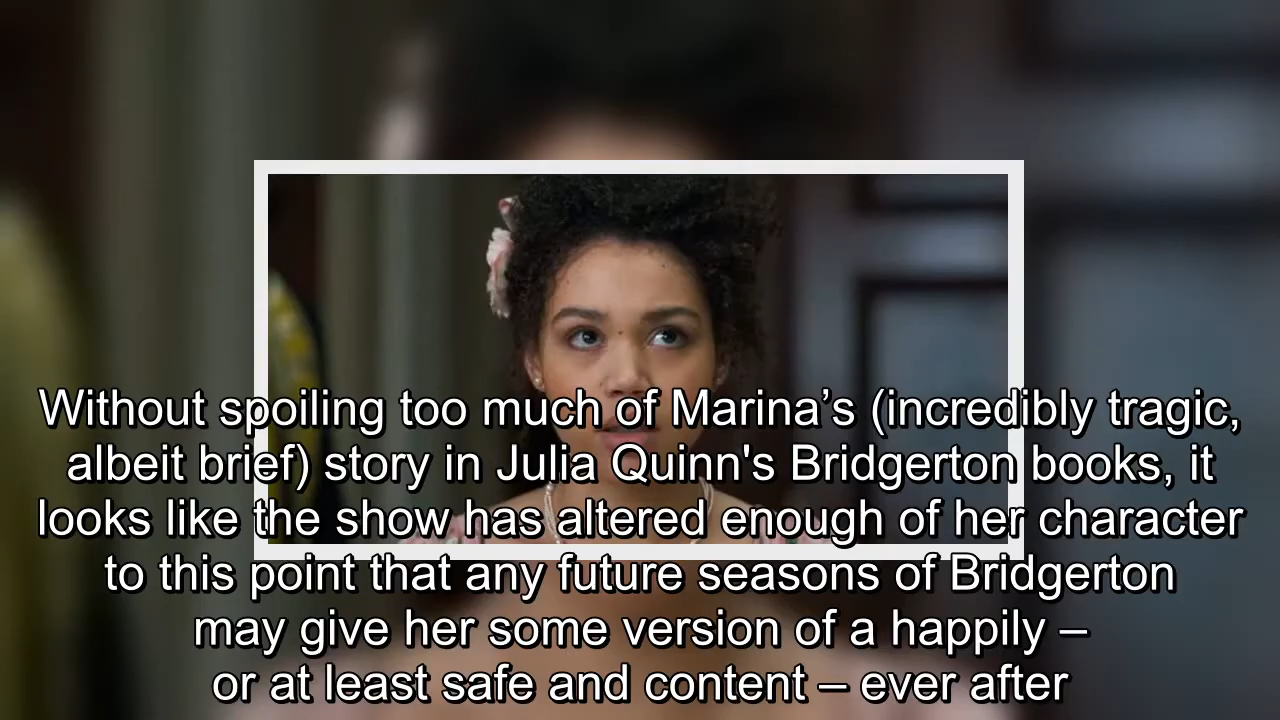 Without spoiling too much of Marina’s (incredibly tragic,
albeit brief) story in Julia Quinn's Bridgerton books, it
looks like the show has altered enough of her character
to this point that any future seasons of Bridgerton
may give her some version of a happily –
or at least safe and content – ever after